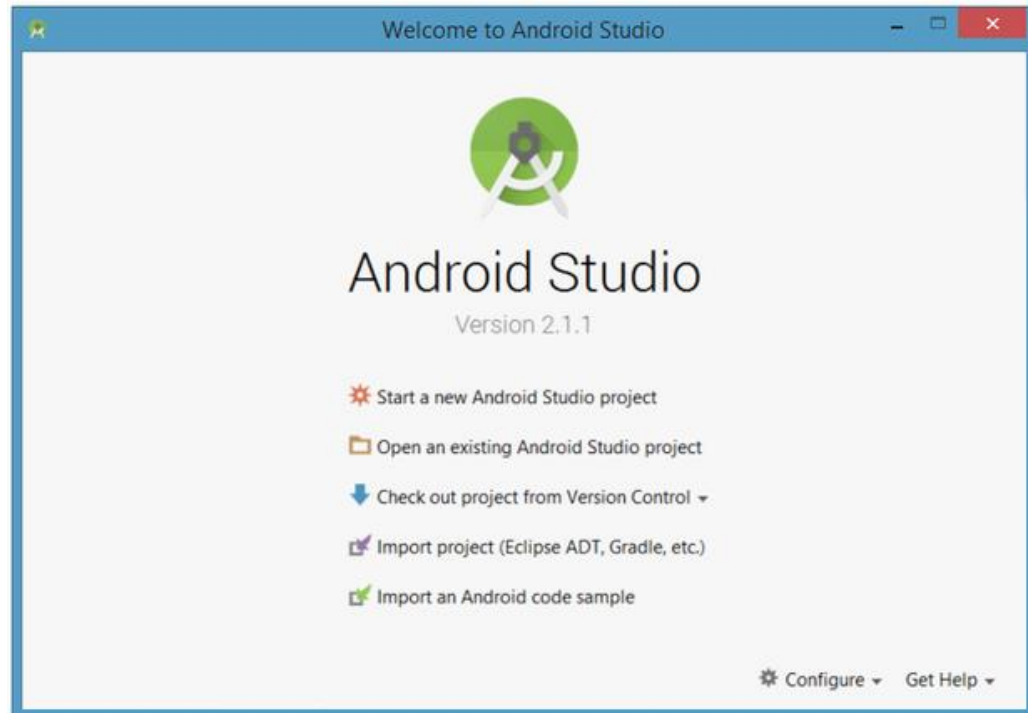 Welcome to Android Studio
Android Studio
Version 2.1.1
Start a new Android Studio project
Open an existing Android Studio project
Check out project from Version Control
Import project (Eclipse ADT, Gradle, etc.)
Import an Android code sample
Configure Get Help